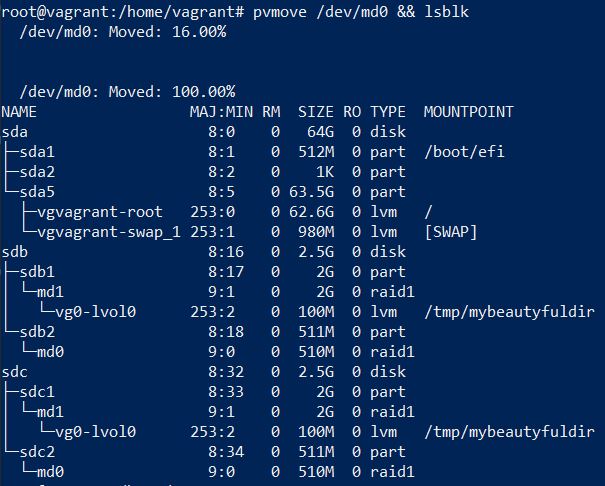 root@vagrant:/home/vagrant# pvmove /dev/md0 && lsblk
  /dev/md0: Moved: 16.00%
  /dev/md0: Moved: 100.00%
NAME                 MAJ:MIN RM  SIZE RO TYPE  MOUNTPOINT
sda                    8:0    0   64G  0 disk
├─sda1                 8:1    0  512M  0 part  /boot/efi
├─sda2                 8:2    0    1K  0 part
└─sda5                 8:5    0 63.5G  0 part
  ├─vgvagrant-root   253:0    0 62.6G  0 lvm   /
  └─vgvagrant-swap_1 253:1    0  980M  0 lvm   [SWAP]
sdb                    8:16   0  2.5G  0 disk
├─sdb1                 8:17   0    2G  0 part
│ └─md1                9:1    0    2G  0 raid1
│   └─vg0-lvol0      253:2    0  100M  0 lvm   /tmp/mybeautyfuldir
└─sdb2                 8:18   0  511M  0 part
  └─md0                9:0    0  510M  0 raid1
sdc                    8:32   0  2.5G  0 disk
├─sdc1                 8:33   0    2G  0 part
│ └─md1                9:1    0    2G  0 raid1
│   └─vg0-lvol0      253:2    0  100M  0 lvm   /tmp/mybeautyfuldir
└─sdc2                 8:34   0  511M  0 part
  └─md0                9:0    0  510M  0 raid1